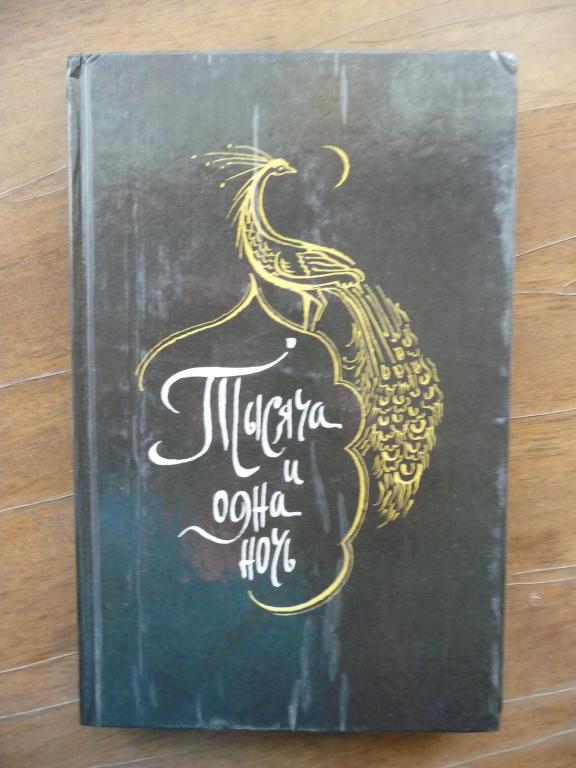 Тысяча
и
одна
ночь